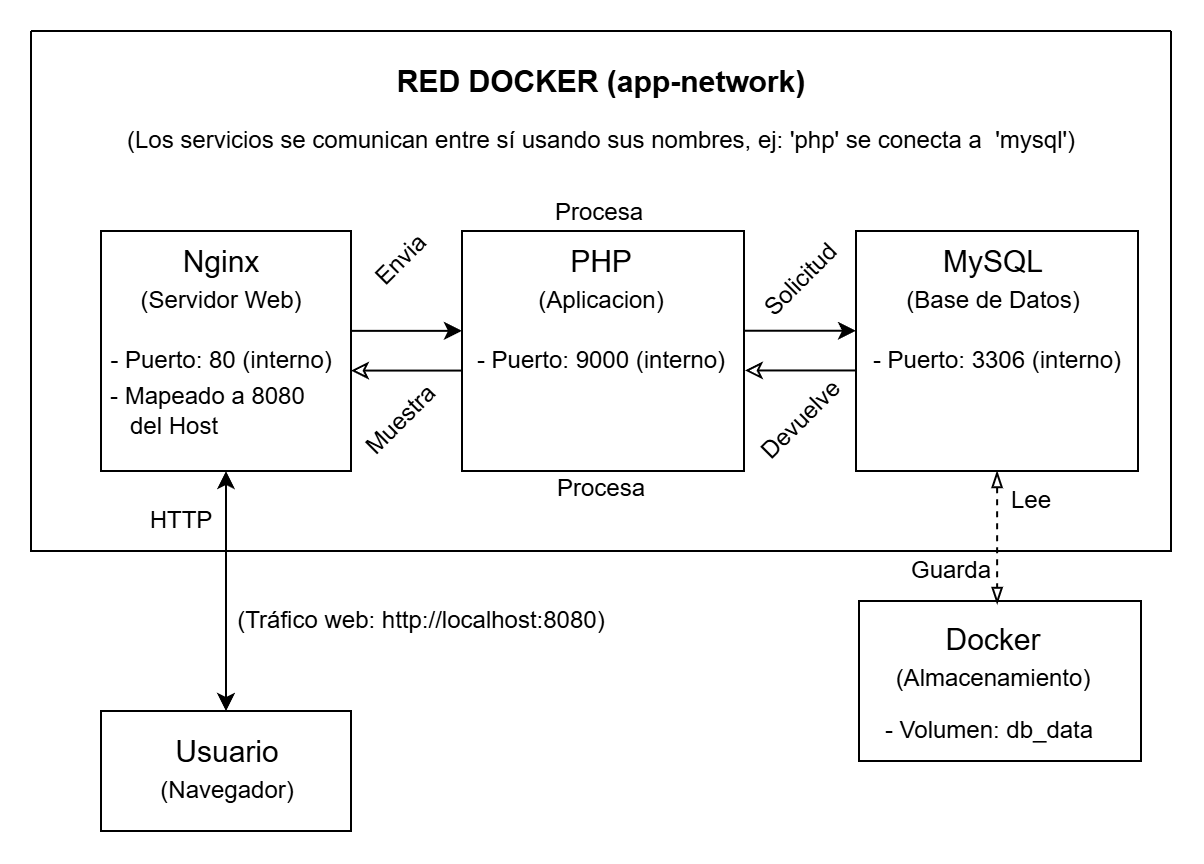 RED DOCKER (app-network)
(Los servicios se comunican entre sí usando sus nombres, ej: 'php' se conecta a 'mysql')
Procesa
Nginx
(Servidor Web)
- Puerto: 80 (interno)
- Mapeado a 8080
del Host
Envia
Muestra
PHP
(Aplicacion)
- Puerto: 9000 (interno)
Procesa
Solicitud
Devuelve
MySQL
(Base de Datos)
- Puerto: 3306 (interno)
HTTP
Lee
Guarda
(Tráfico web: http://localhost:8080)
Docker
(Almacenamiento)
- Volumen: db_data
Usuario
(Navegador)